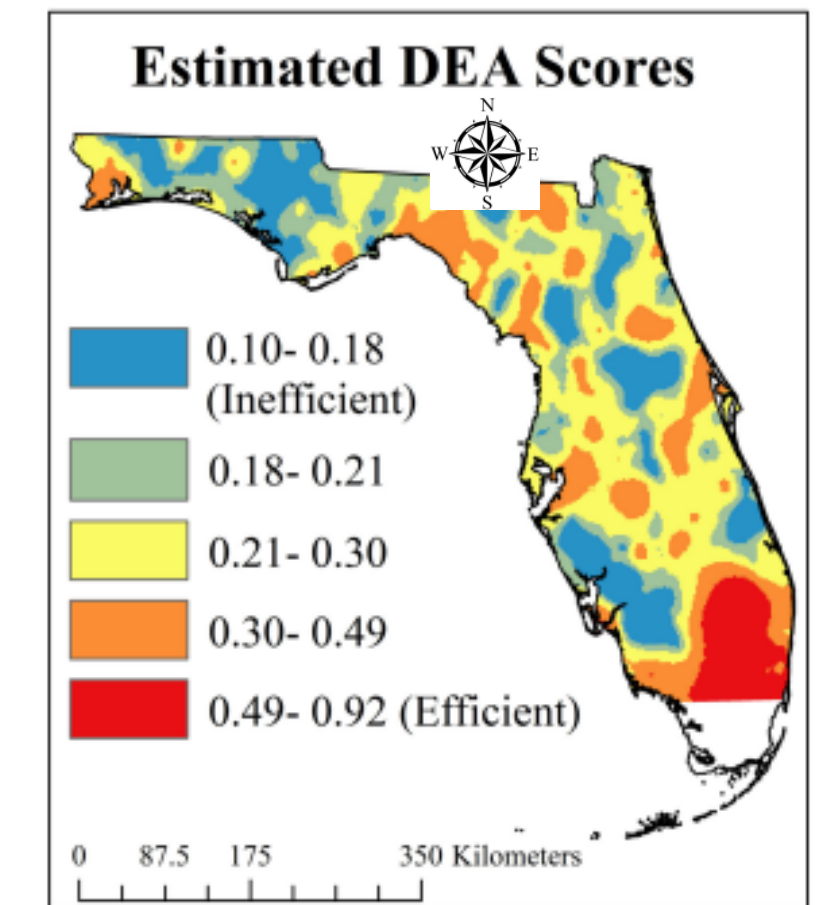 Estimated DEA Scores
N
W E
S
0.10- 0.18
(Inefficient)
0.18- 0.21
0.21- 0.30
0.30- 0.49
0.49- 0.92 (Efficient)
0 87.5 175 350 Kilometers